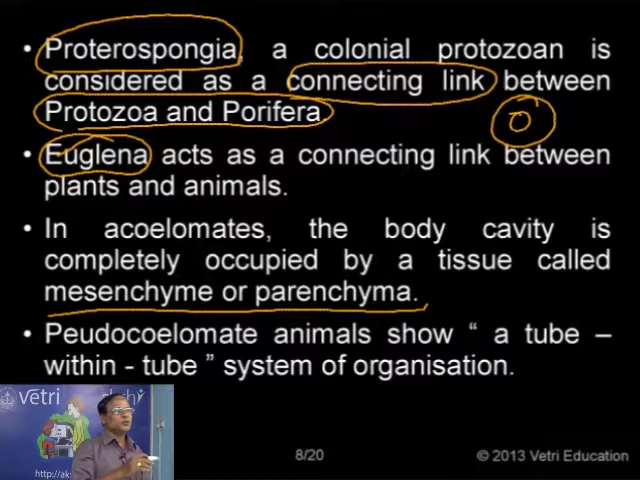 • Proterospongia, a colonial protozoan is
considered as a connecting link between
Protozoa and Porifera
• Euglena acts as a connecting link between
plants and animals.
• In acoelomates, the body cavity is
completely occupied by a tissue called
mesenchyme or parenchyma.
• Peudocoelomate animals show “ a tube –
within - tube ” system of organisation.
vetri
http://ak
8/20
© 2013 Vetri Education